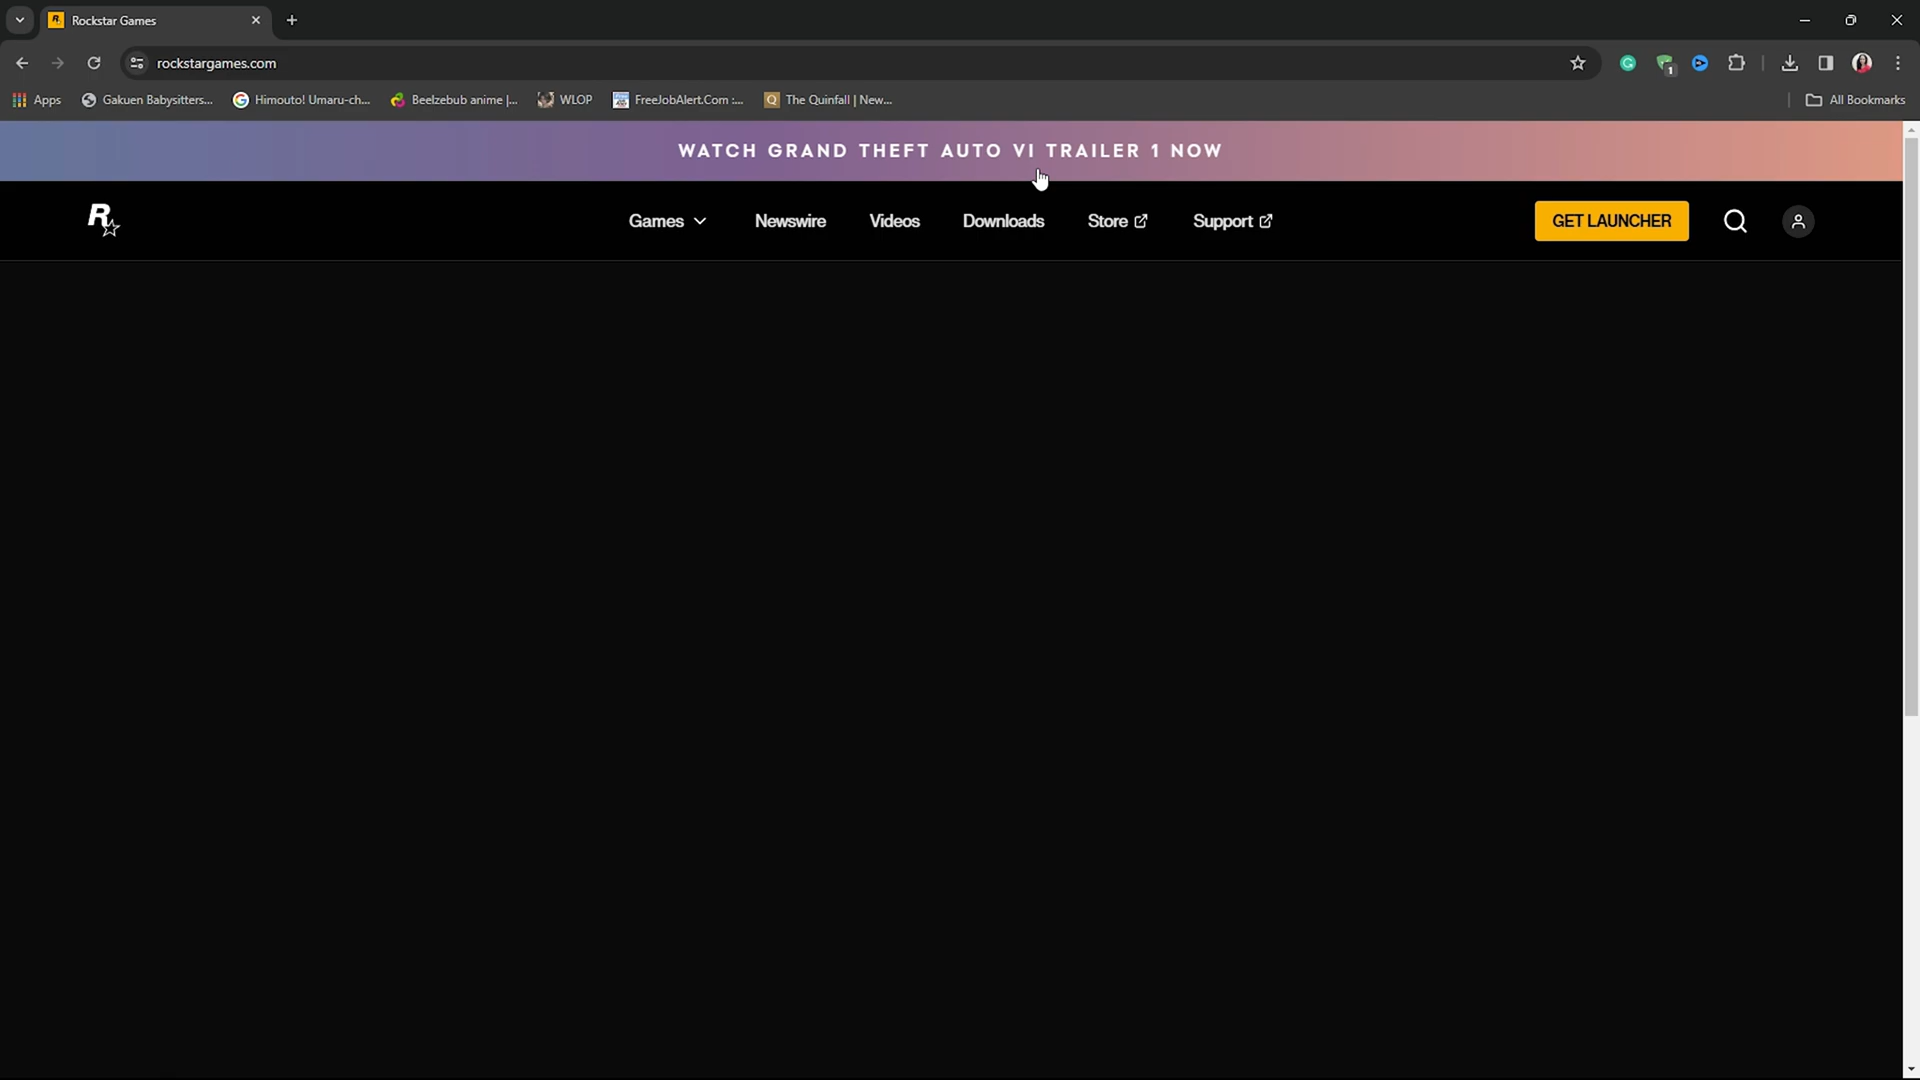 Rockstar Games
rockstargames.com
1
Apps
Gakuen Babysitters...
Himouto! Umaru-ch...
Beelzebub anime |...
WLOP
FreeJobAlert.Com :...
The Quinfall | New...
All Bookmarks
WATCH GRAND THEFT AUTO VI TRAILER 1 NOW
R
Games
Newswire
Videos
Downloads
Store
Support
GET LAUNCHER